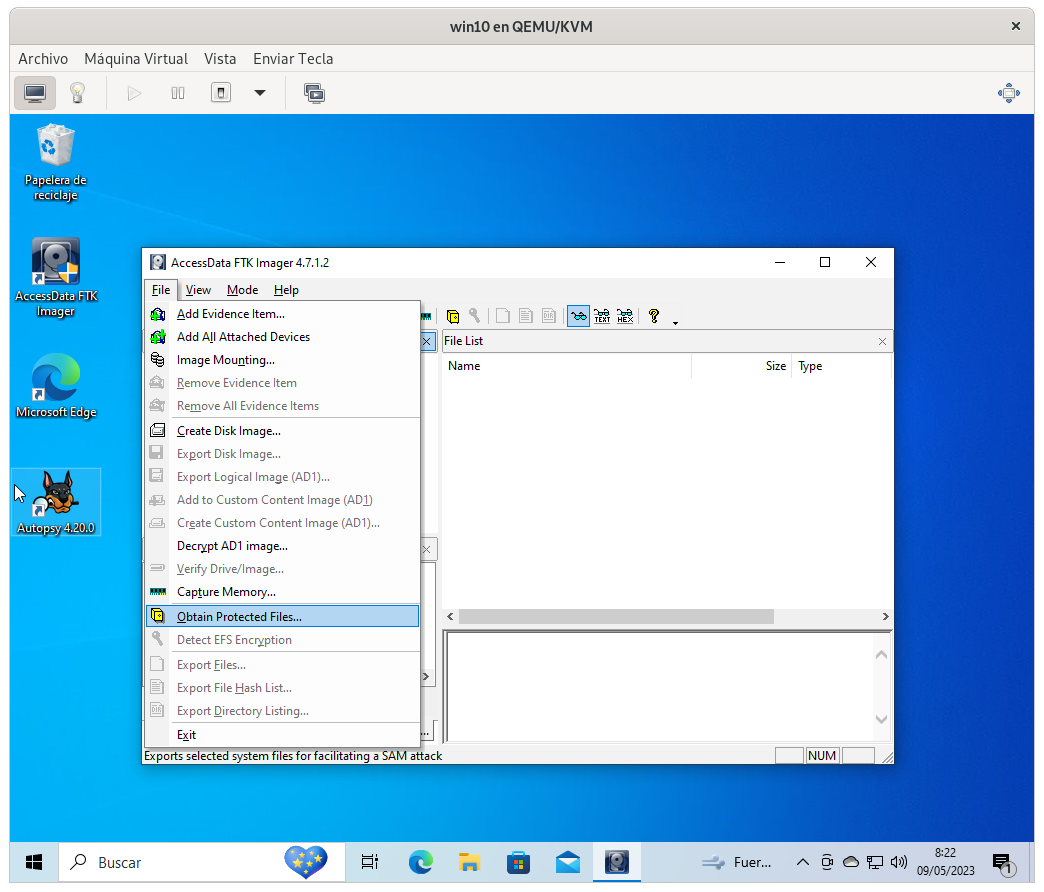 win10 en QEMU/KVM
Archivo Máquina Virtual Vista Enviar Tecla
Papelera de
reciclaje
AccessData FTK
Imager
Microsoft Edge
Autopsy 4.20.0
AccessData FTK Imager 4.7.1.2
File View Mode Help
Add Evidence Item...
Add All Attached Devices
Image Mounting...
Remove Evidence Item
Remove All Evidence Items
Create Disk Image...
Export Disk Image...
Export Logical Image (AD1)...
Add to Custom Content Image (AD1)
Create Custom Content Image (AD1)...
Decrypt AD1 image...
Verify Drive/Image...
Capture Memory...
Obtain Protected Files...
Detect EFS Encryption
Export Files...
Export File Hash List...
Export Directory Listing...
Exit
TEXT HEX
DIR
File List
Name Size Type
...
Exports selected system files for facilitating a SAM attack
NUM
Buscar
Fuer...
8:22
09/05/2023
1